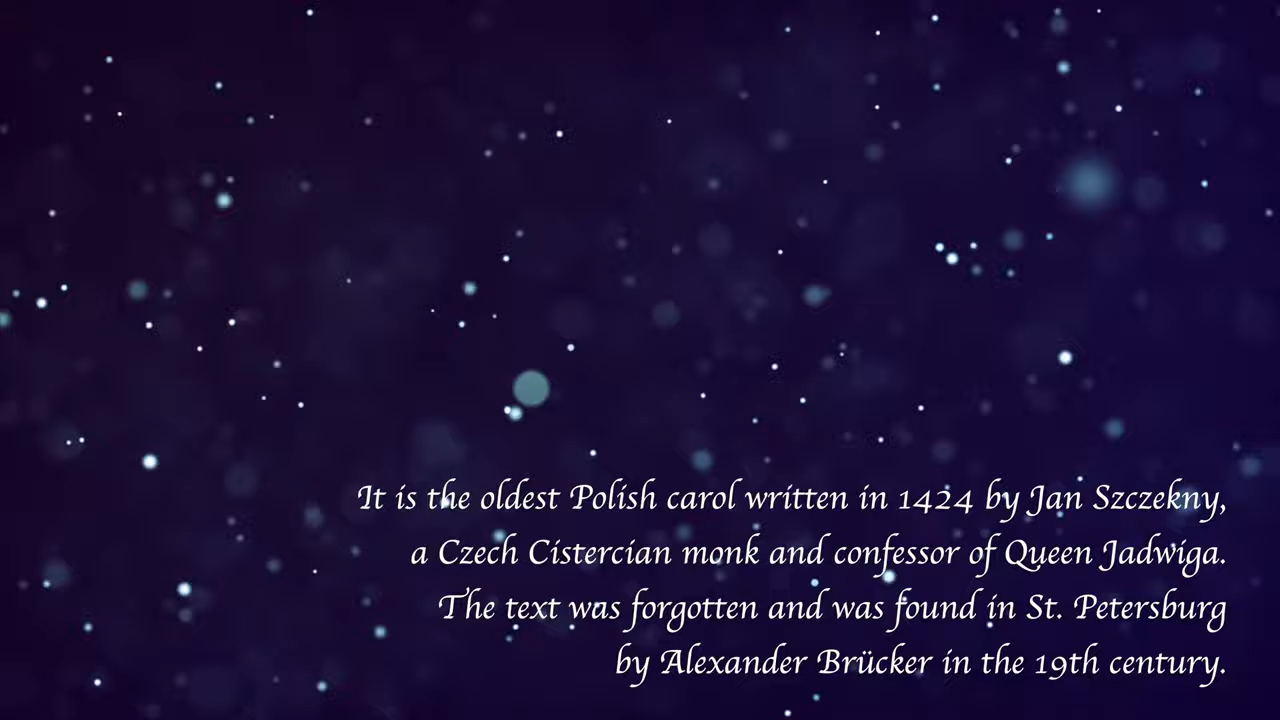 It is the oldest Polish carol written in 1424 by Jan Szczekny,
a Czech Cistercian monk and confessor of Queen Jadwiga.
The text was forgotten and was found in St. Petersburg
by Alexander Brücker in the 19th century.